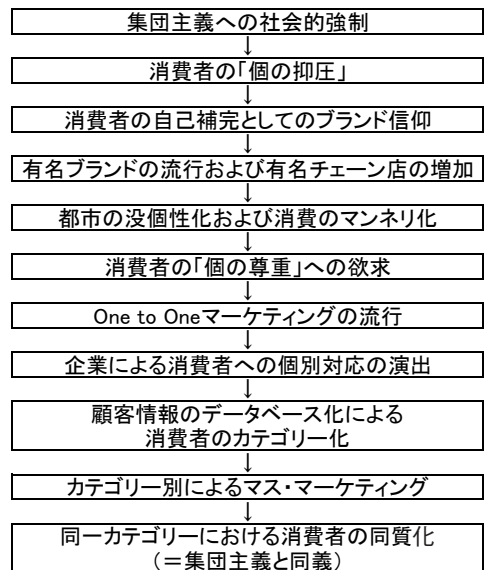 集団主義への社会的強制
↓
消費者の「個の抑圧」
↓
消費者の自己補完としてのブランド信仰
↓
有名ブランドの流行および有名チェーン店の増加
↓
都市の没個性化および消費のマンネリ化
↓
消費者の「個の尊重」への欲求
↓
One to Oneマーケティングの流行
↓
企業による消費者への個別対応の演出
↓
顧客情報のデータベース化による
消費者のカテゴリー化
↓
カテゴリー別によるマス・マーケティング
↓
同一カテゴリーにおける消費者の同質化
(=集団主義と同義)